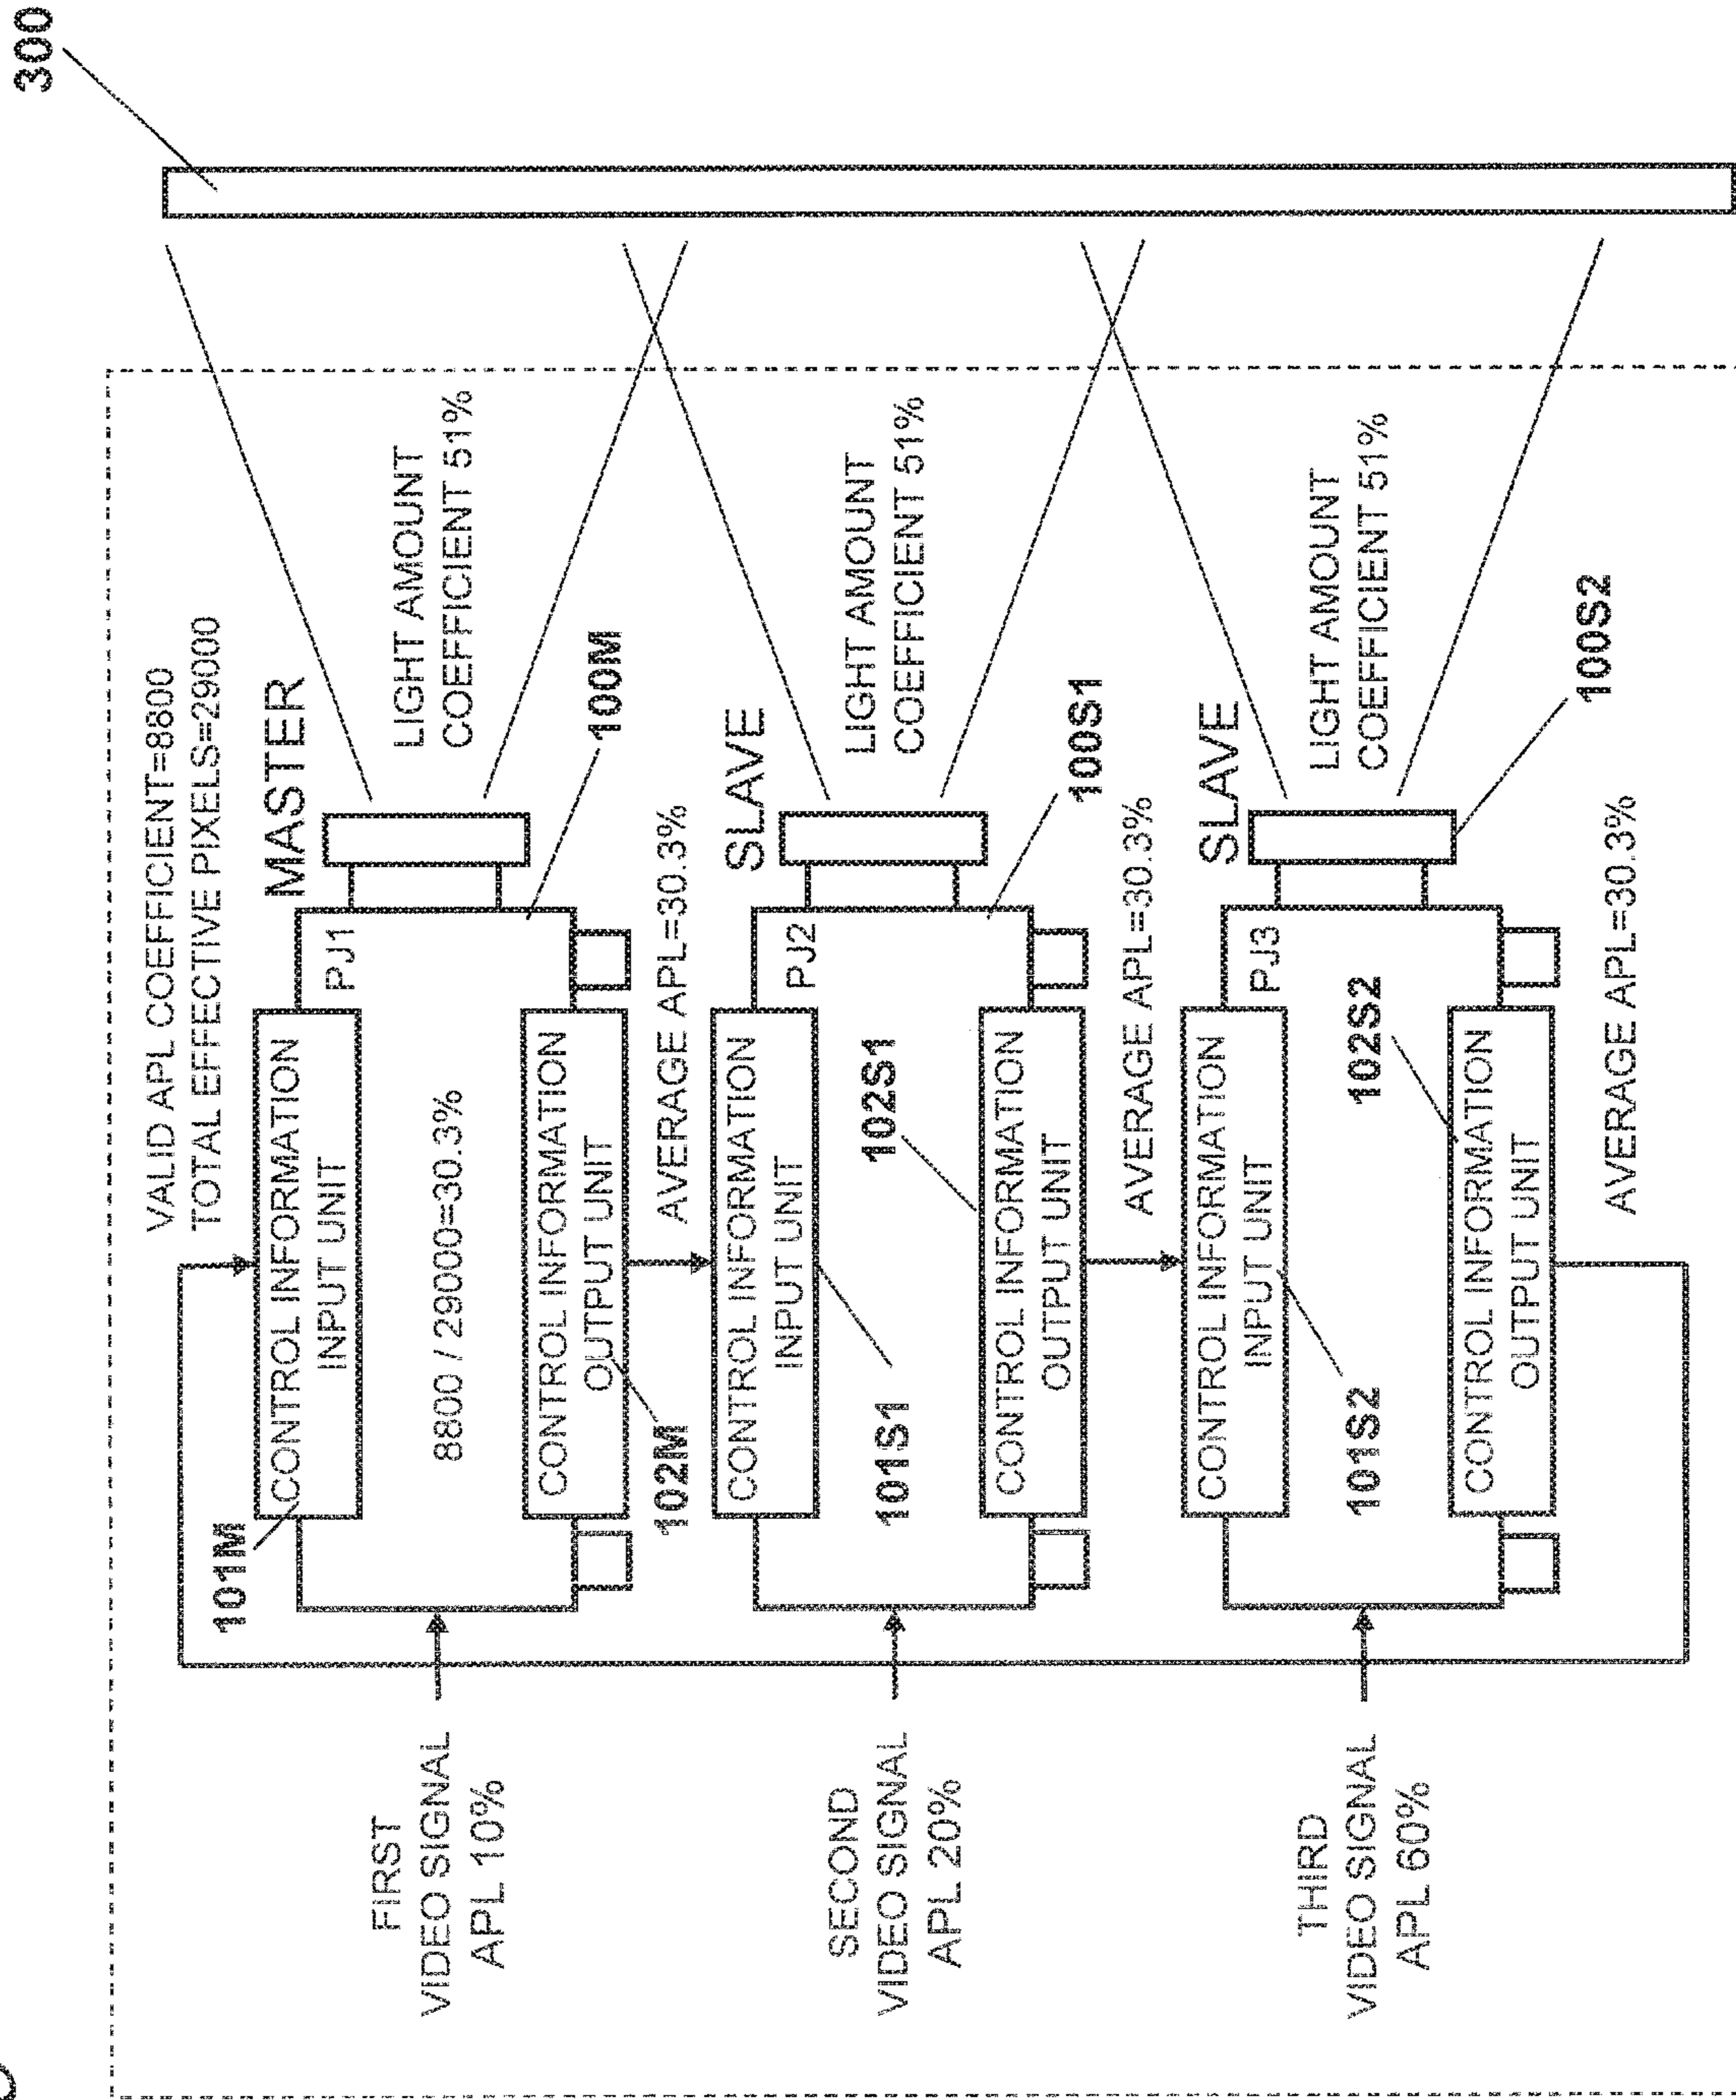 300
VALID APL COEFFICIENT=8800
TOTAL EFFECTIVE PIXELS=29000
MASTER
101M
CONTROL INFORMATION
INPUT UNIT
PJ1
LIGHT AMOUNT
COEFFICIENT 51%
FIRST
VIDEO SIGNAL
APL 10%
8800 / 29000=30.3%
100M
CONTROL INFORMATION
OUTPUT UNIT
102M
AVERAGE APL=30.3%
SLAVE
CONTROL INFORMATION
INPUT UNIT
PJ2
LIGHT AMOUNT
COEFFICIENT 51%
SECOND
VIDEO SIGNAL
APL 20%
101S1
102S1
100S1
CONTROL INFORMATION
OUTPUT UNIT
AVERAGE APL=30.3%
SLAVE
CONTROL INFORMATION
INPUT UNIT
PJ3
LIGHT AMOUNT
COEFFICIENT 51%
THIRD
VIDEO SIGNAL
APL 60%
101S2
102S2
100S2
CONTROL INFORMATION
OUTPUT UNIT
AVERAGE APL=30.3%